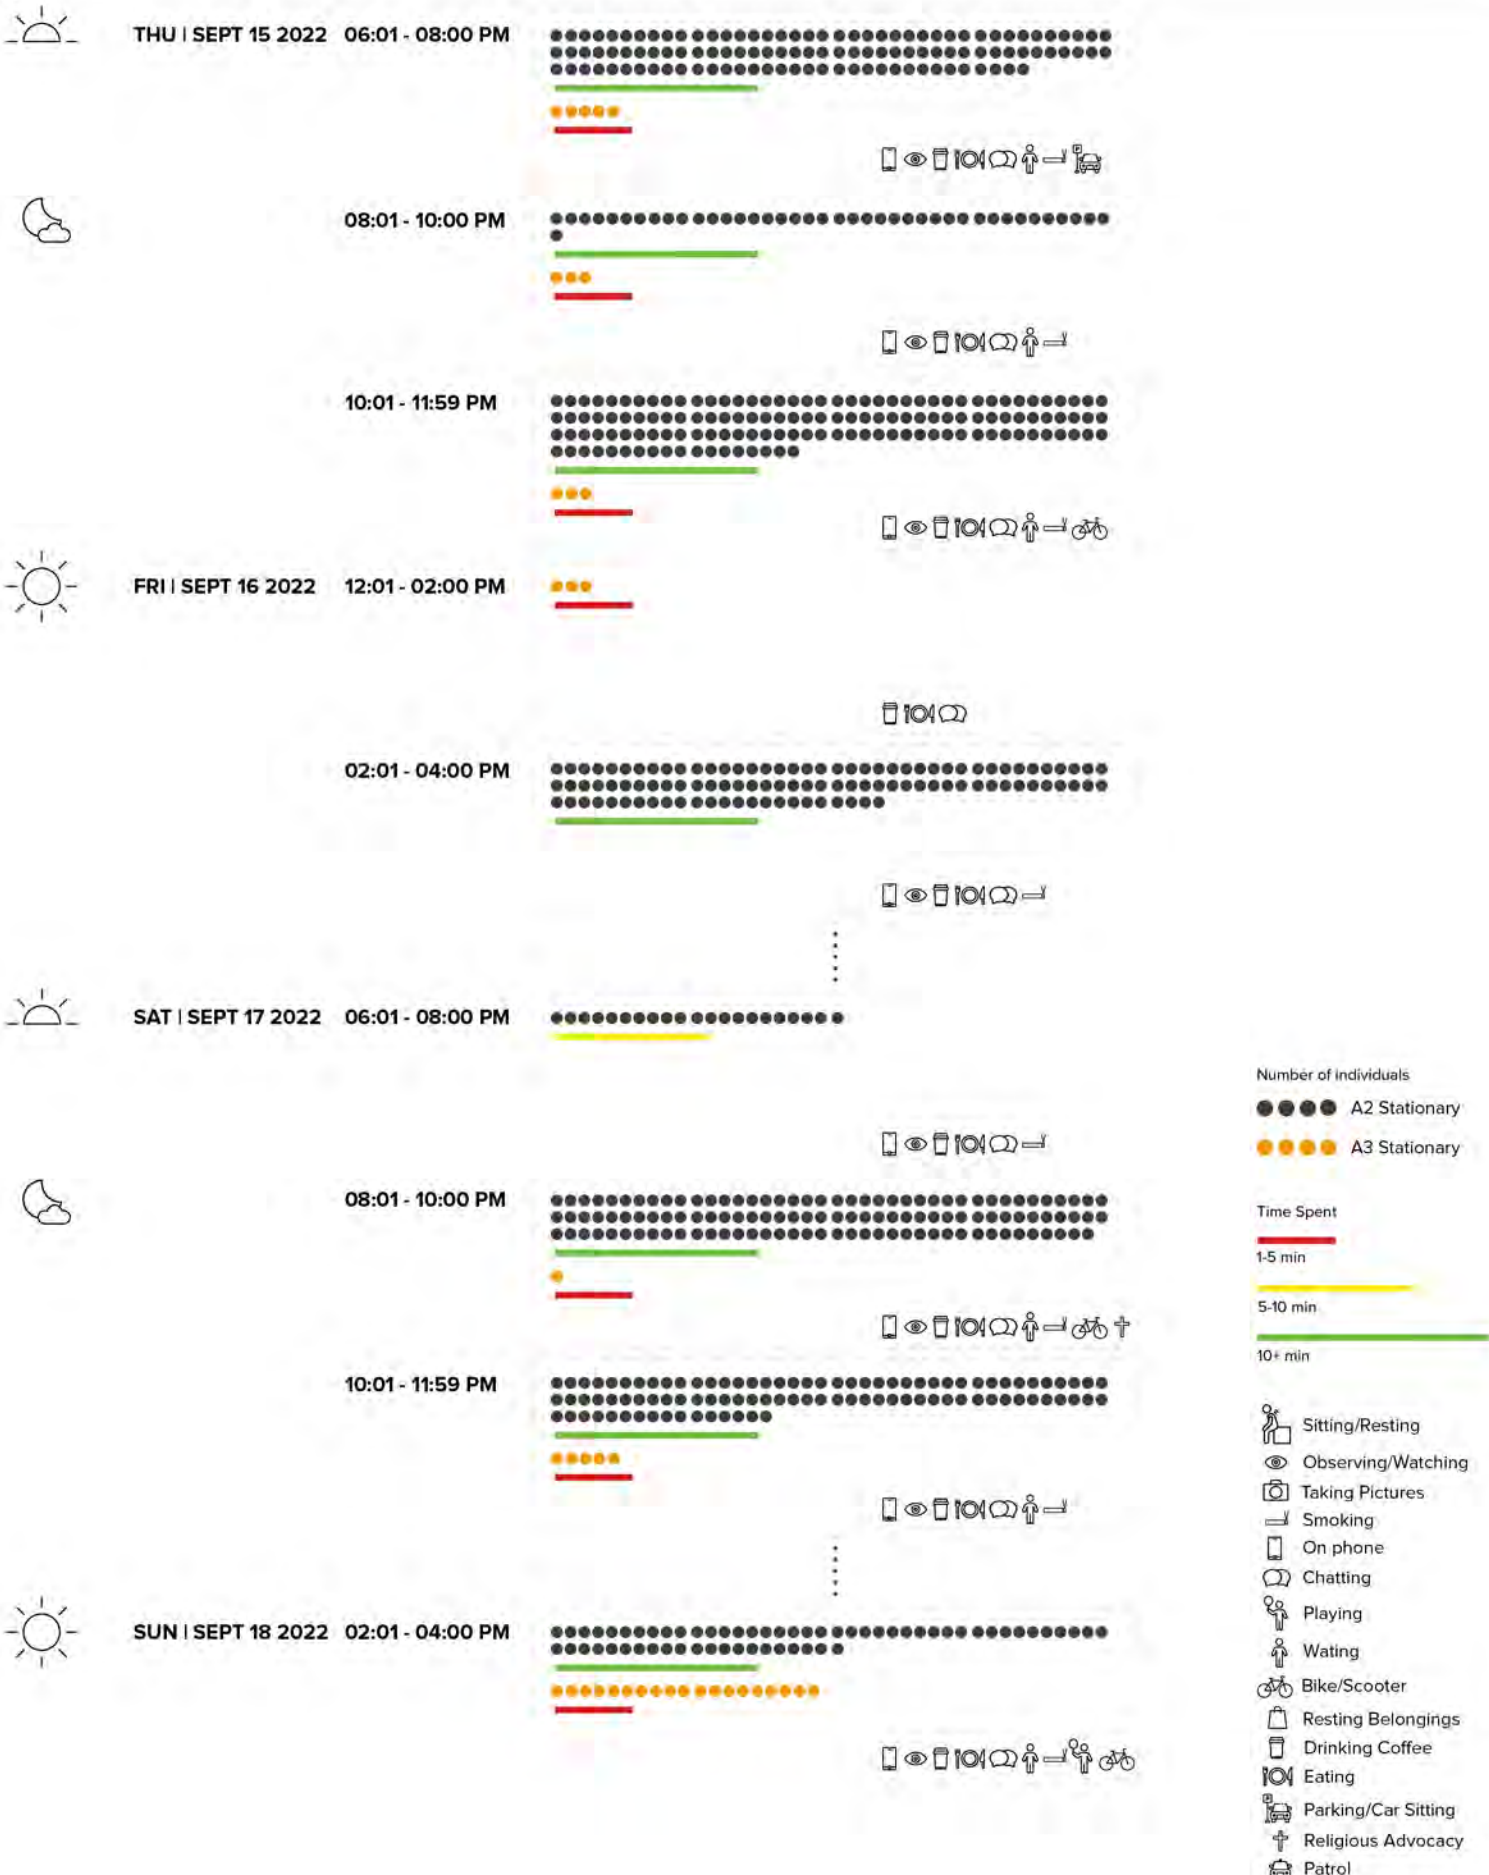 THU | SEPT 15 2022 06:01 - 08:00 PM
08:01 - 10:00 PM
10:01 - 11:59 PM
FRI | SEPT 16 2022 12:01 - 02:00 PM
02:01 - 04:00 PM
SAT | SEPT 17 2022 06:01 - 08:00 PM
08:01 - 10:00 PM
10:01 - 11:59 PM
SUN | SEPT 18 2022 02:01 - 04:00 PM
Number of individuals
A2 Stationary
A3 Stationary
Time Spent
1-5 min
5-10 min
10+ min
Sitting/Resting
Observing/Watching
Taking Pictures
Smoking
On phone
Chatting
Playing
Wating
Bike/Scooter
Resting Belongings
Drinking Coffee
Eating
Parking/Car Sitting
Religious Advocacy
Patrol